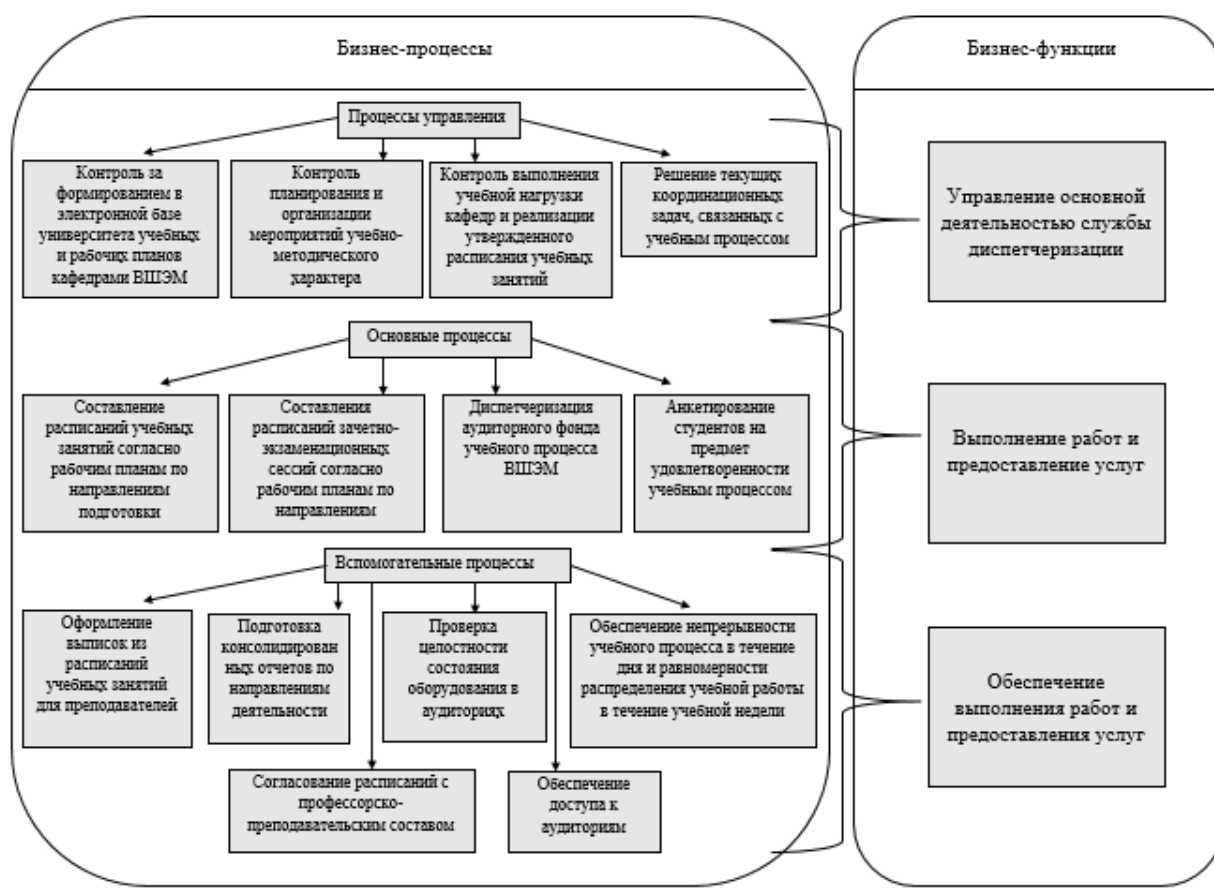 Бизнес-процессы
Бизнес-функции
Процессы управления
Контроль за
формированием в
электронной базе
университета учебных
и рабочих планов
кафедрами ВШЭМ
Контроль
планирования и
организации
мероприятий учебно-
методического
характера
Контроль выполнения
учебной нагрузки
кафедр и реализации
утвержденного
расписания учебных
занятий
Решение текущих
координационных
задач, связанных с
учебным процессом
Управление основной
деятельностью службы
диспетчеризации
Основные процессы
Составление
расписаний учебных
занятий согласно
рабочим планам по
направлениям
подготовки
Составления
расписаний зачетно-
экзаменационных
сессий согласно
рабочим планам по
направлениям
Диспетчеризация
аудиторного фонда
учебного процесса
ВШЭМ
Анкетирование
студентов на
предмет
удовлетворенности
учебным процессом
Выполнение работ и
предоставление услуг
Вспомогательные процессы
Оформление
выписок из
расписаний
учебных занятий
для преподавателей
Подготовка
консолидирован
ных отчетов по
направлениям
деятельности
Проверка
целостности
состояния
оборудования в
аудиториях
Обеспечение непрерывности
учебного процесса в течение
дня и равномерности
распределения учебной работы
в течение учебной недели
Обеспечение
выполнения работ и
предоставления услуг
Согласование расписаний с
профессорско-
преподавательским составом
Обеспечение
доступа к
аудиториям